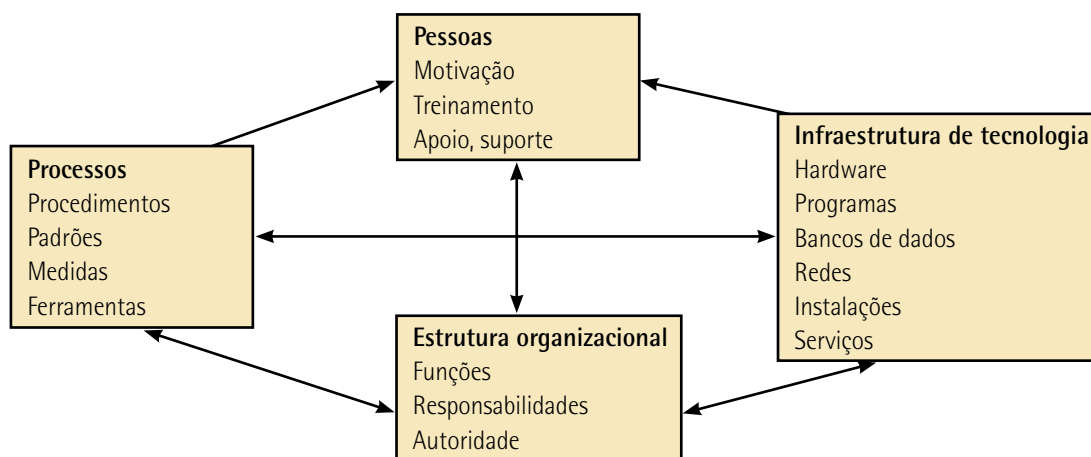 Pessoas
Motivação
Treinamento
Apoio, suporte
Processos
Procedimentos
Padrões
Medidas
Ferramentas
Infraestrutura de tecnologia
Hardware
Programas
Bancos de dados
Redes
Instalações
Serviços
Estrutura organizacional
Funções
Responsabilidades
Autoridade